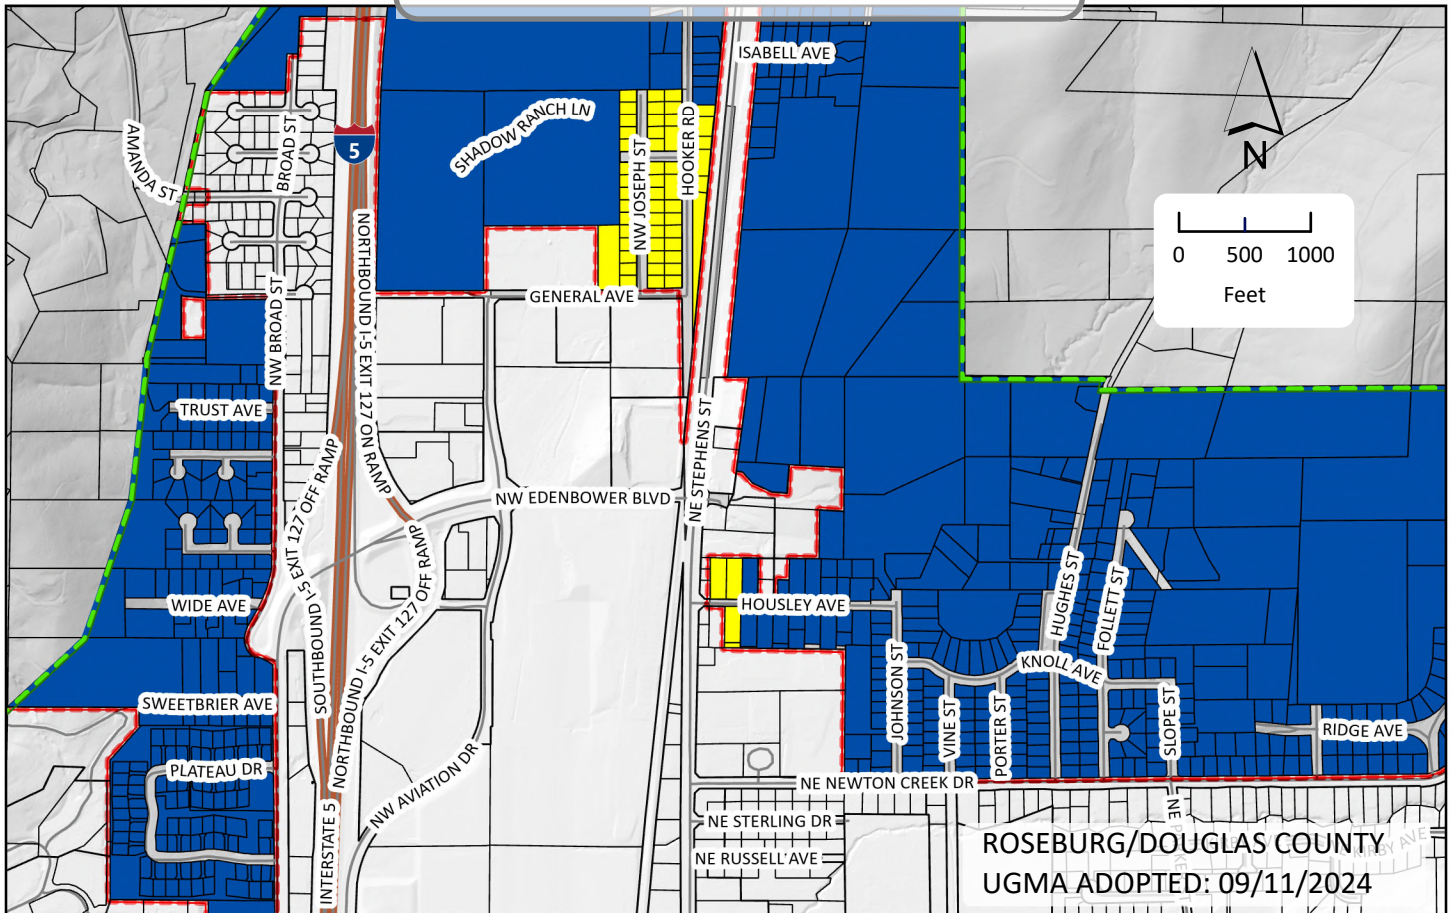 ISABELL AVE
AMANDA ST
BROAD ST
5
SHADOW RANCH LN
NW JOSEPH ST
HOOKER RD
N
0 500 1000
Feet
NW BROAD ST
NORTHBOUND I-5 EXIT 127 ON RAMP
GENERAL AVE
TRUST AVE
SOUTHBOUND I-5 EXIT 127 OFF RAMP
NW EDENBOWER BLVD
NE STEPHENS ST
NORTHBOUND I-5 EXIT 127 OFF RAMP
WIDE AVE
HOUSLEY AVE
HUGHES ST
FOLLETT ST
KNOLL AVE
JOHNSON ST
VINE ST
PORTER ST
SLOPE ST
RIDGE AVE
SWEETBRIER AVE
PLATEAU DR
NW AVIATION DR
INTERSTATE 5
NE NEWTON CREEK DR
NE STERLING DR
NE RUSSELL AVE
NE
KIRBY AVE
ROSEBURG/DOUGLAS COUNTY
UGMA ADOPTED: 09/11/2024